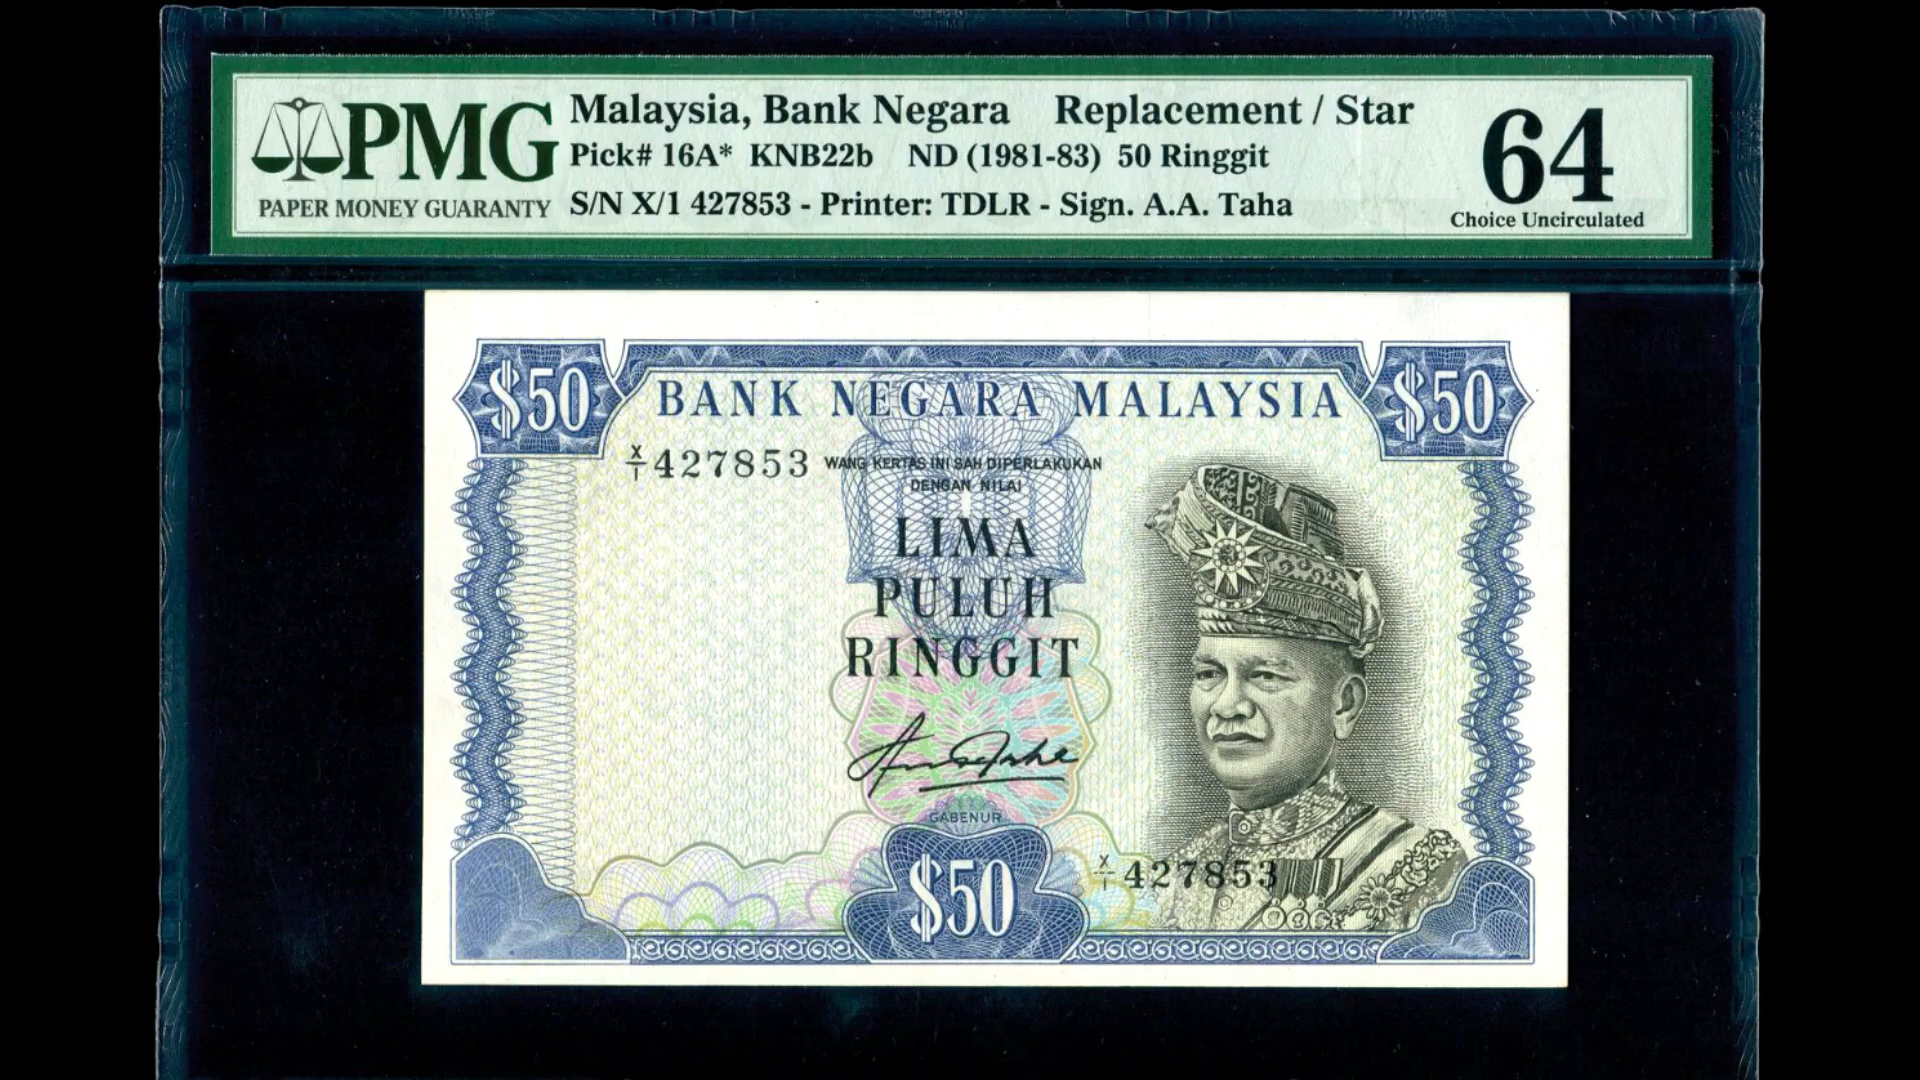 PMG
PAPER MONEY GUARANTY
Malaysia, Bank Negara Replacement / Star
Pick# 16A* KNB22b ND (1981-83) 50 Ringgit
S/N X/1 427853 - Printer: TDLR - Sign. A.A. Taha
64
Choice Uncirculated
$50 $50
BANK NEGARA MALAYSIA
X/1 427853
WANG KERTAS INI SAH DIPERLAKUKAN
DENGAN NILAI
LIMA
PULUH
RINGGIT
GABENUR
$50
X/1 427853